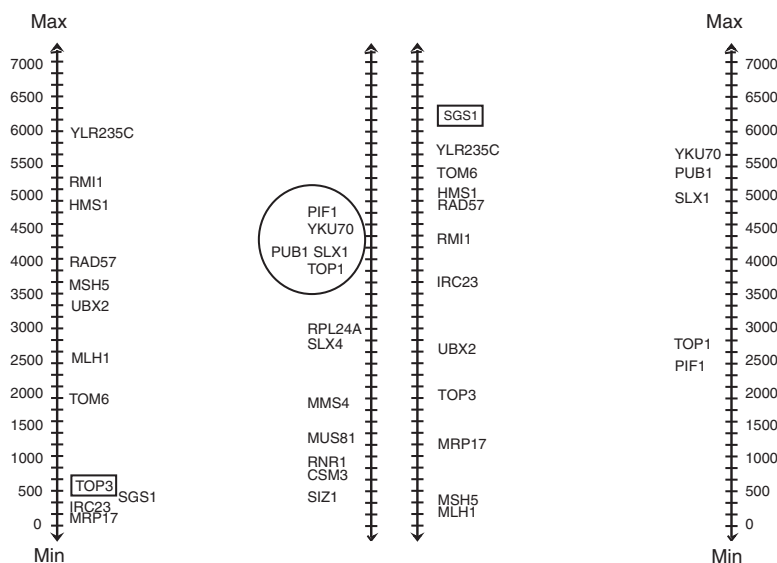 Max
7000
6500
6000
5500
5000
4500
4000
3500
3000
2500
2000
1500
1000
500
0
Min
YLR235C
RMI1
HMS1
RAD57
MSH5
UBX2
MLH1
TOM6
TOP3
SGS1
IRC23
MRP17
PIF1
YKU70
PUB1 SLX1
TOP1
RPL24A
SLX4
MMS4
MUS81
RNR1
CSM3
SIZ1
SGS1
YLR235C
TOM6
HMS1
RAD57
RMI1
IRC23
UBX2
TOP3
MRP17
MSH5
MLH1
YKU70
PUB1
SLX1
TOP1
PIF1
Max
7000
6500
6000
5500
5000
4500
4000
3500
3000
2500
2000
1500
1000
500
0
Min